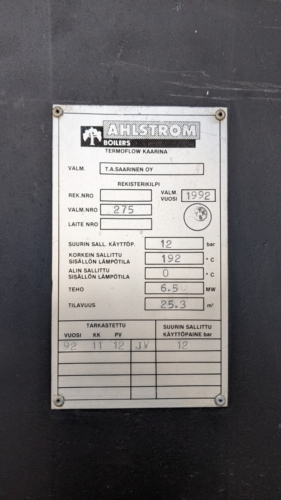 AHLSTROM
BOILERS
TERMOFLOW KAARINA
VALM. T.A.SAARINEN OY
REKISTERIKILPI
REK.NRO VALM. VUOSI 1992
VALM.NRO 275
LAITE NRO
SUURIN SALL. KÄYTTÖP. 12 bar
KORKEIN SALLITTU
SISÄLLÖN LÄMPÖTILA 192 °C
ALIN SALLITTU
SISÄLLÖN LÄMPÖTILA 0 °C
TEHO 6.5 MW
TILAVUUS 25.3 m³
TARKASTETTU SUURIN SALLITTU
VUOSI KK PV KÄYTTÖPAINE bar
92 11 12 JV 12